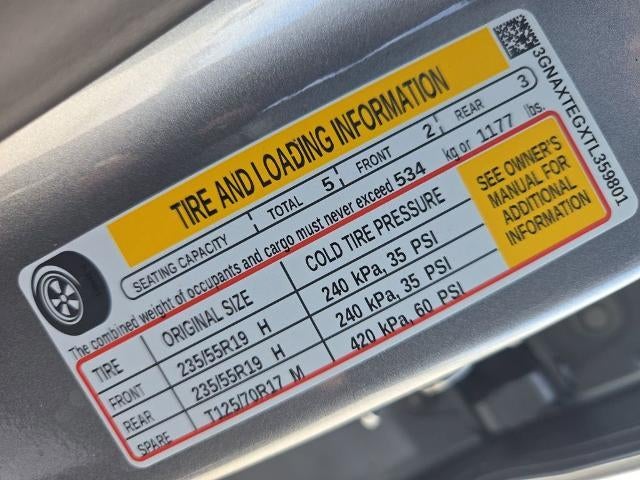 TIRE AND LOADING INFORMATION
SEATING CAPACITY TOTAL 5 FRONT 2 REAR 3
The combined weight of occupants and cargo must never exceed 534 kg or 1177 lbs.
TIRE ORIGINAL SIZE COLD TIRE PRESSURE
FRONT 235/55R19 H 240 kPa, 35 PSI
REAR 235/55R19 H 240 kPa, 35 PSI
SPARE T125/70R17 M 420 kPa, 60 PSI
SEE OWNER'S
MANUAL FOR
ADDITIONAL
INFORMATION
3GNAXTEGXTL359801